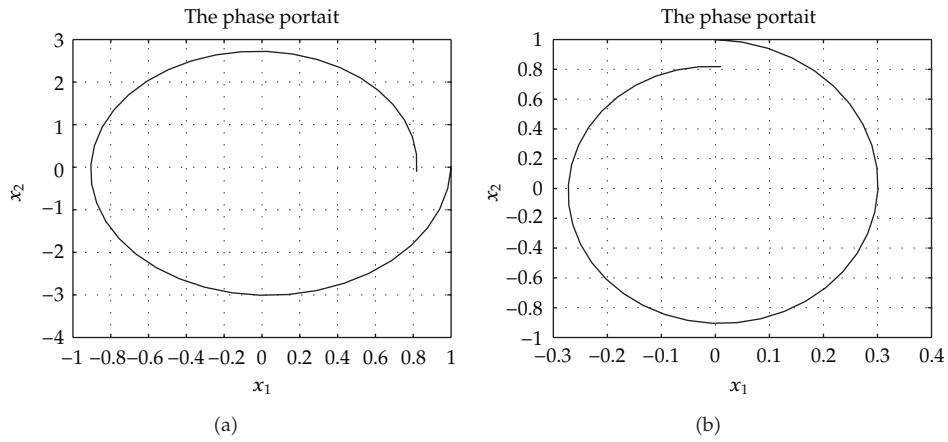 The phase portait
3
2
1
0
−1
−2
−3
−4
x2
−1 −0.8 −0.6 −0.4 −0.2 0 0.2 0.4 0.6 0.8 1
x1
(a)
The phase portait
1
0.8
0.6
0.4
0.2
0
−0.2
−0.4
−0.6
−0.8
−1
x2
−0.3 −0.2 −0.1 0 0.1 0.2 0.3 0.4
x1
(b)